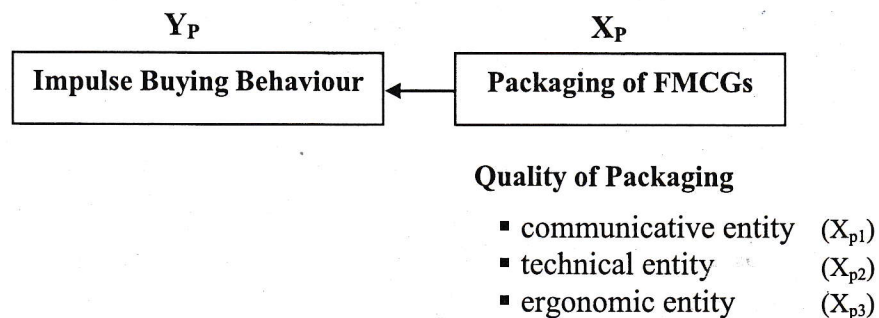 Y_P X_P
Impulse Buying Behaviour Packaging of FMCGs
Quality of Packaging
▪ communicative entity (X_p1)
▪ technical entity (X_p2)
▪ ergonomic entity (X_p3)